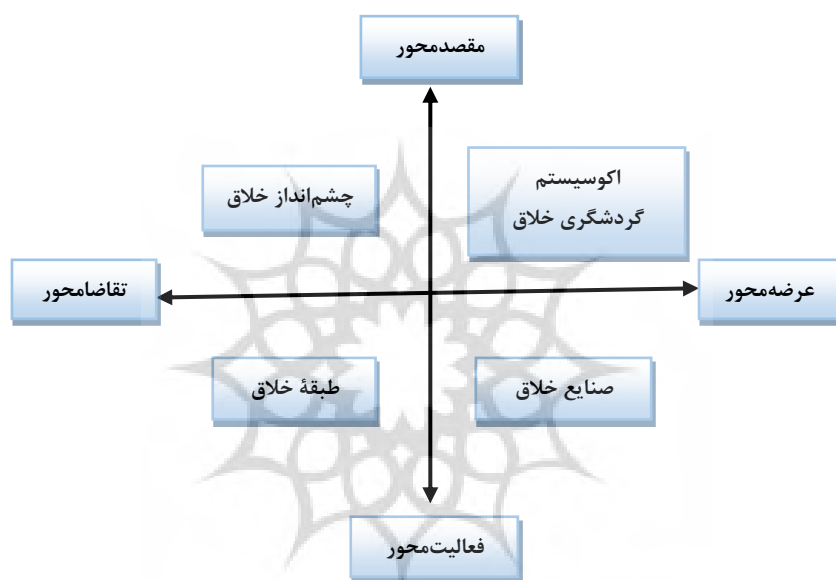 مقصدمحور
اکوسیستم
گردشگری خلاق
چشم‌انداز خلاق
عرضه‌محور
تقاضامحور
صنایع خلاق
طبقهٔ خلاق
فعالیت‌محور